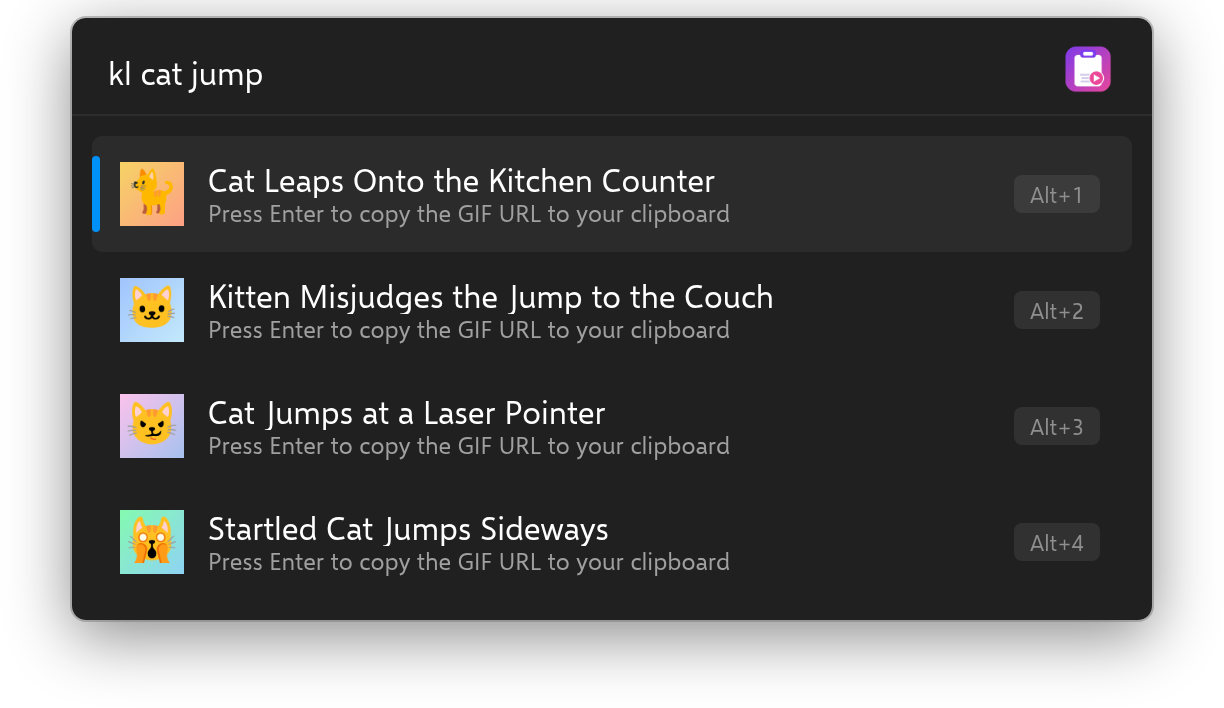 kl cat jump
Cat Leaps Onto the Kitchen Counter
Press Enter to copy the GIF URL to your clipboard
Alt+1
Kitten Misjudges the Jump to the Couch
Press Enter to copy the GIF URL to your clipboard
Alt+2
Cat Jumps at a Laser Pointer
Press Enter to copy the GIF URL to your clipboard
Alt+3
Startled Cat Jumps Sideways
Press Enter to copy the GIF URL to your clipboard
Alt+4